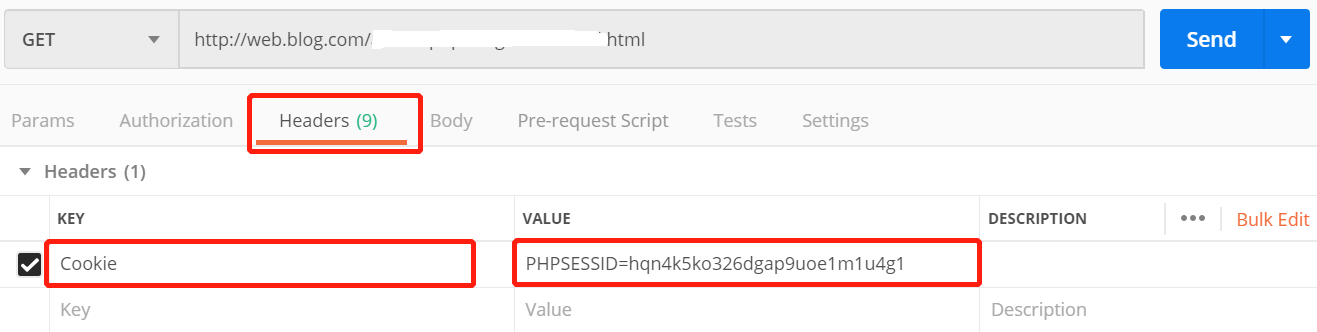 GET http://web.blog.com/ html Send
Params Authorization Headers (9) Body Pre-request Script Tests Settings
Headers (1)
KEY VALUE DESCRIPTION ••• Bulk Edit
Cookie PHPSESSID=hqn4k5ko326dgap9uoe1m1u4g1
Key Value Description